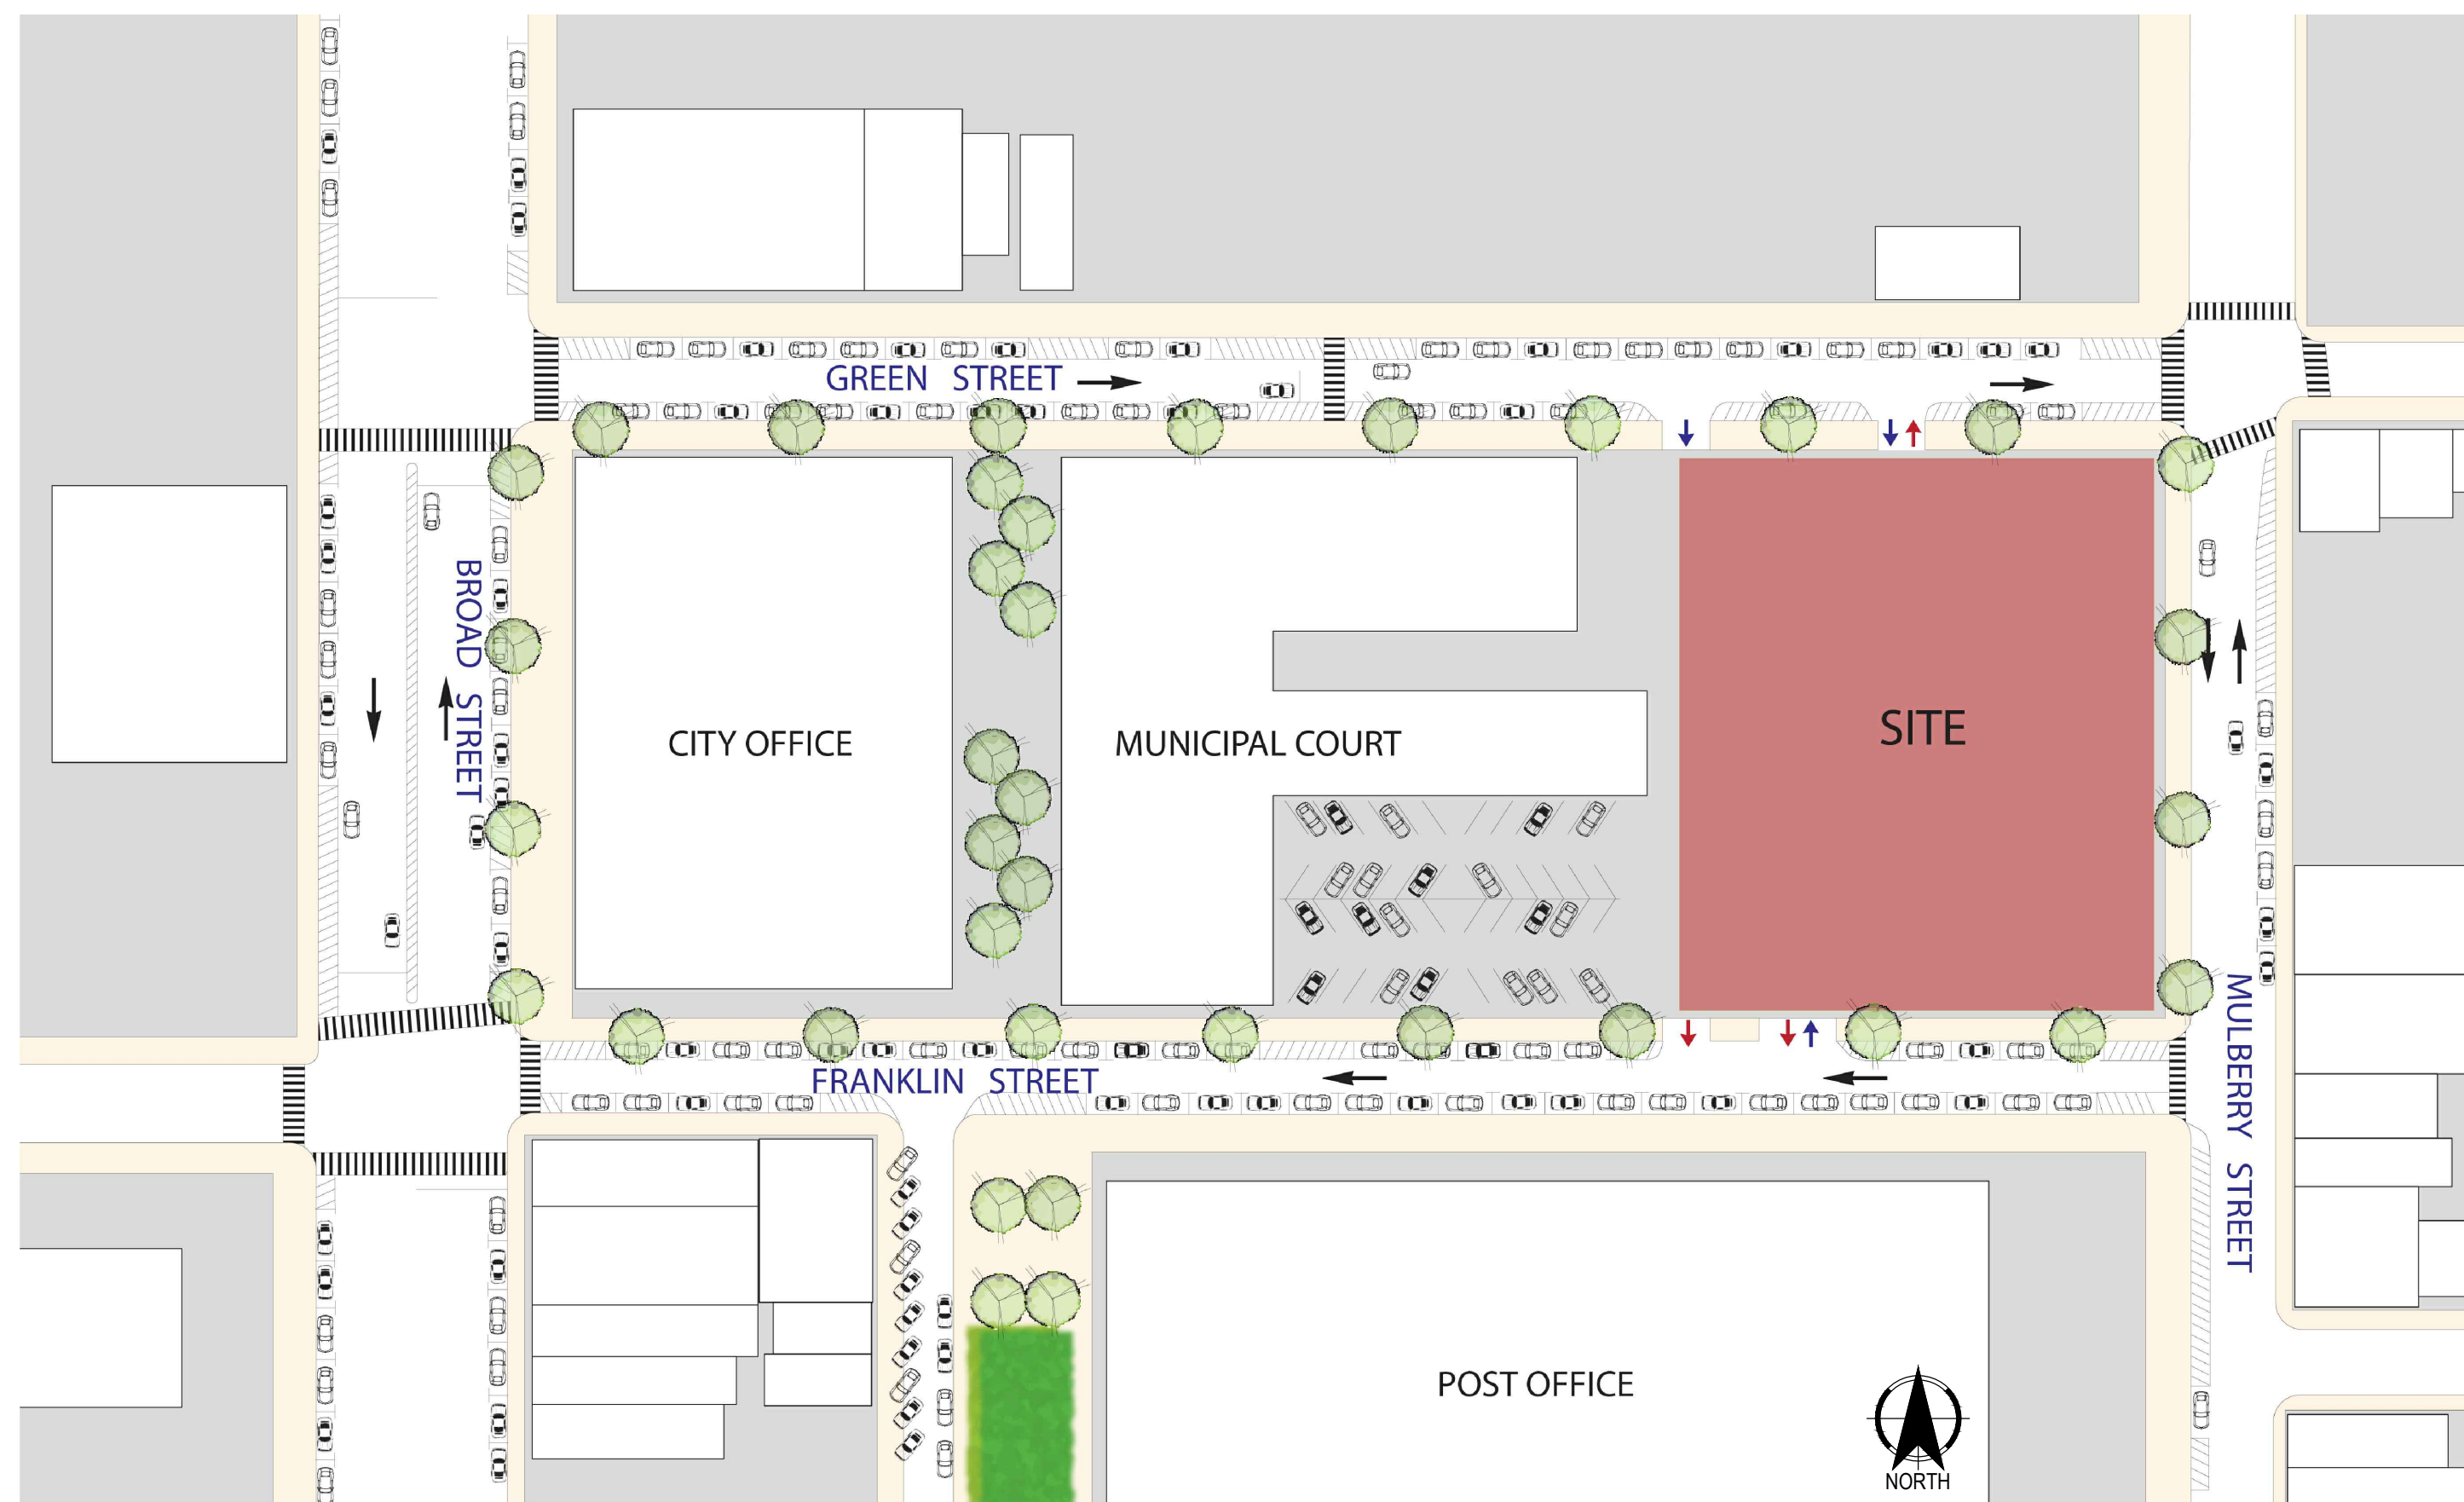 GREEN STREET
BROAD STREET
CITY OFFICE
MUNICIPAL COURT
SITE
MULBERRY STREET
FRANKLIN STREET
POST OFFICE
NORTH